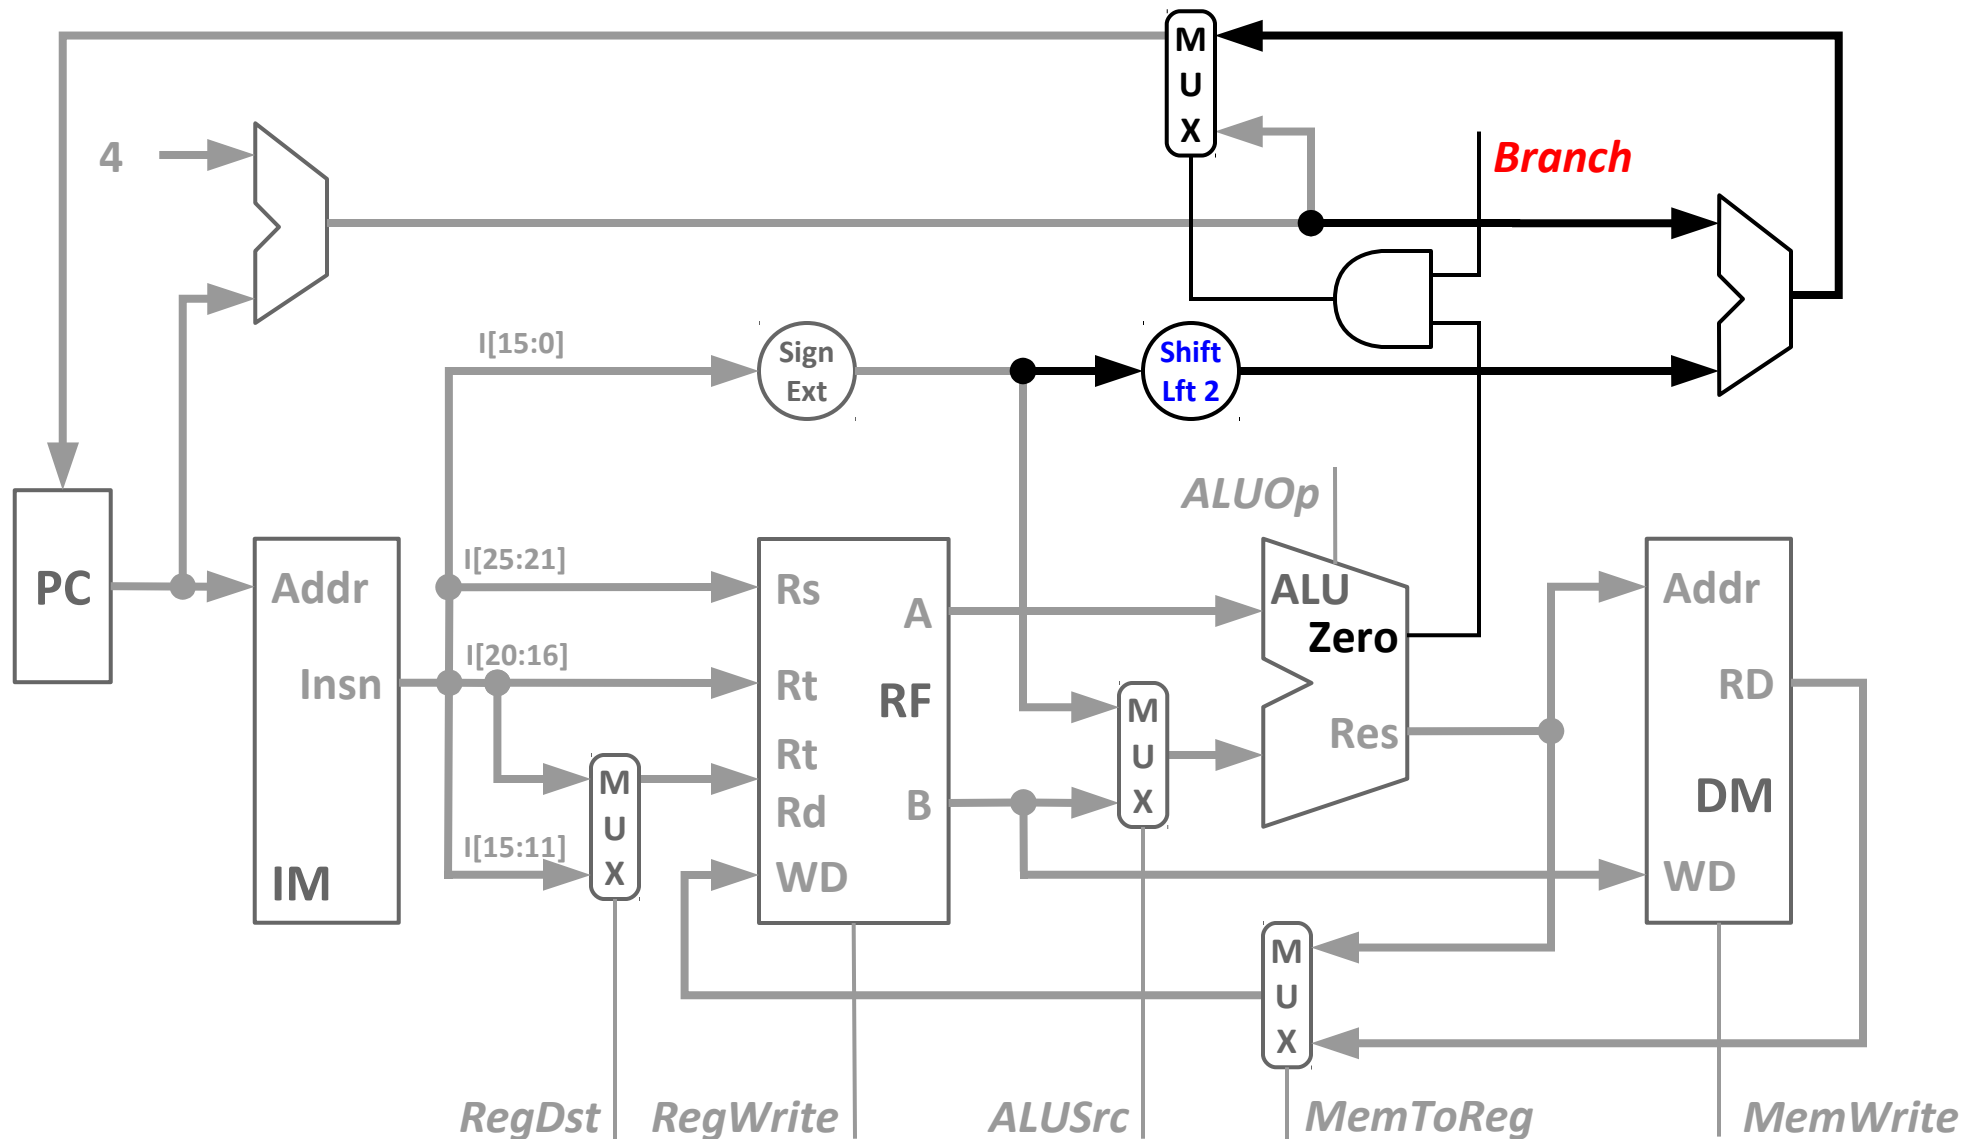 M
U
X
4
Branch
I[15:0]
Sign
Ext
Shift
Lft 2
ALUOp
PC
Addr
Insn
IM
I[25:21]
I[20:16]
I[15:11]
M
U
X
Rs
Rt
Rt
Rd
WD
A
RF
B
M
U
X
ALU
Zero
Res
Addr
RD
DM
WD
M
U
X
RegDst
RegWrite
ALUSrc
MemToReg
MemWrite